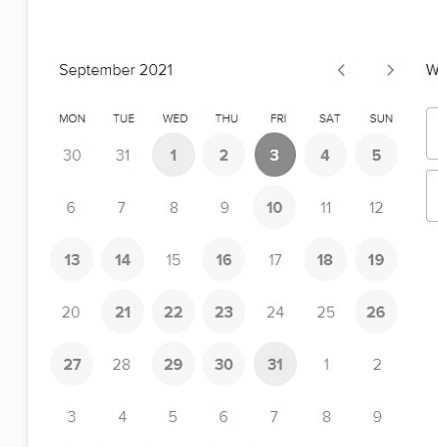 September 2021
W
MON TUE WED THU FRI SAT SUN
30 31 1 2 3 4 5
6 7 8 9 10 11 12
13 14 15 16 17 18 19
20 21 22 23 24 25 26
27 28 29 30 31 1 2
3 4 5 6 7 8 9